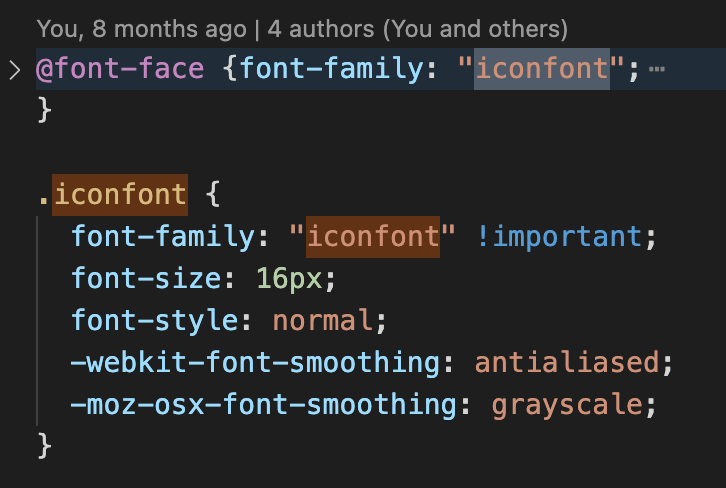 You, 8 months ago | 4 authors (You and others)
@font-face {font-family: "iconfont";⋯
}
.iconfont {
font-family: "iconfont" !important;
font-size: 16px;
font-style: normal;
-webkit-font-smoothing: antialiased;
-moz-osx-font-smoothing: grayscale;
}